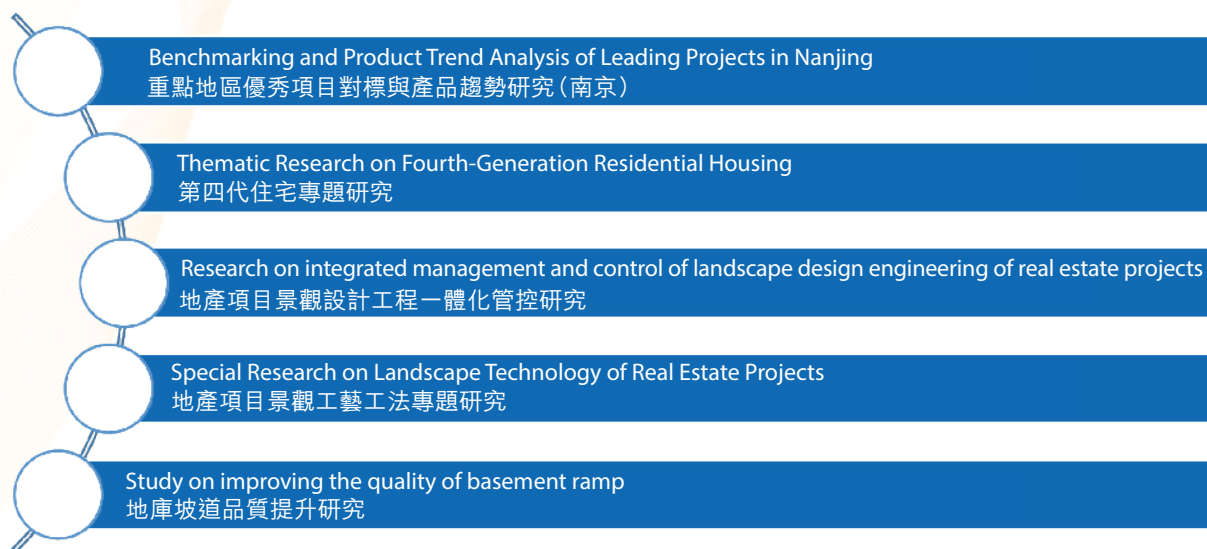 Benchmarking and Product Trend Analysis of Leading Projects in Nanjing
重點地區優秀項目對標與產品趨勢研究（南京）
Thematic Research on Fourth-Generation Residential Housing
第四代住宅專題研究
Research on integrated management and control of landscape design engineering of real estate projects
地產項目景觀設計工程一體化管控研究
Special Research on Landscape Technology of Real Estate Projects
地產項目景觀工藝工法專題研究
Study on improving the quality of basement ramp
地庫坡道品質提升研究